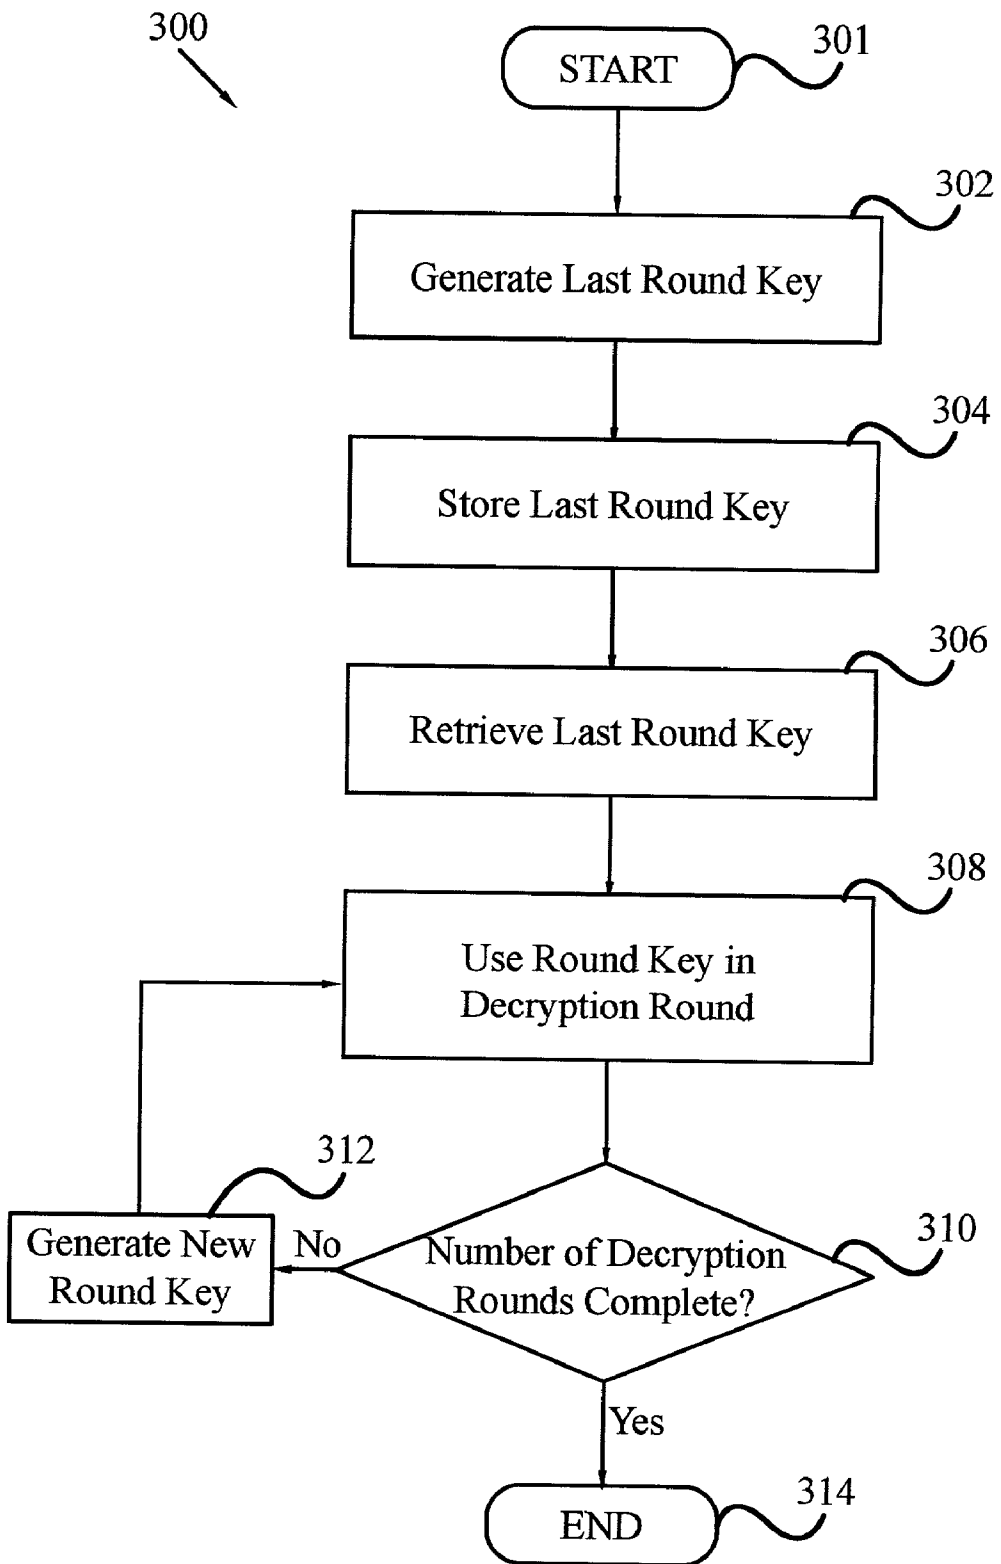 300
START
301
302
Generate Last Round Key
304
Store Last Round Key
306
Retrieve Last Round Key
308
Use Round Key in
Decryption Round
312
Generate New
Round Key
No
310
Number of Decryption
Rounds Complete?
Yes
END
314